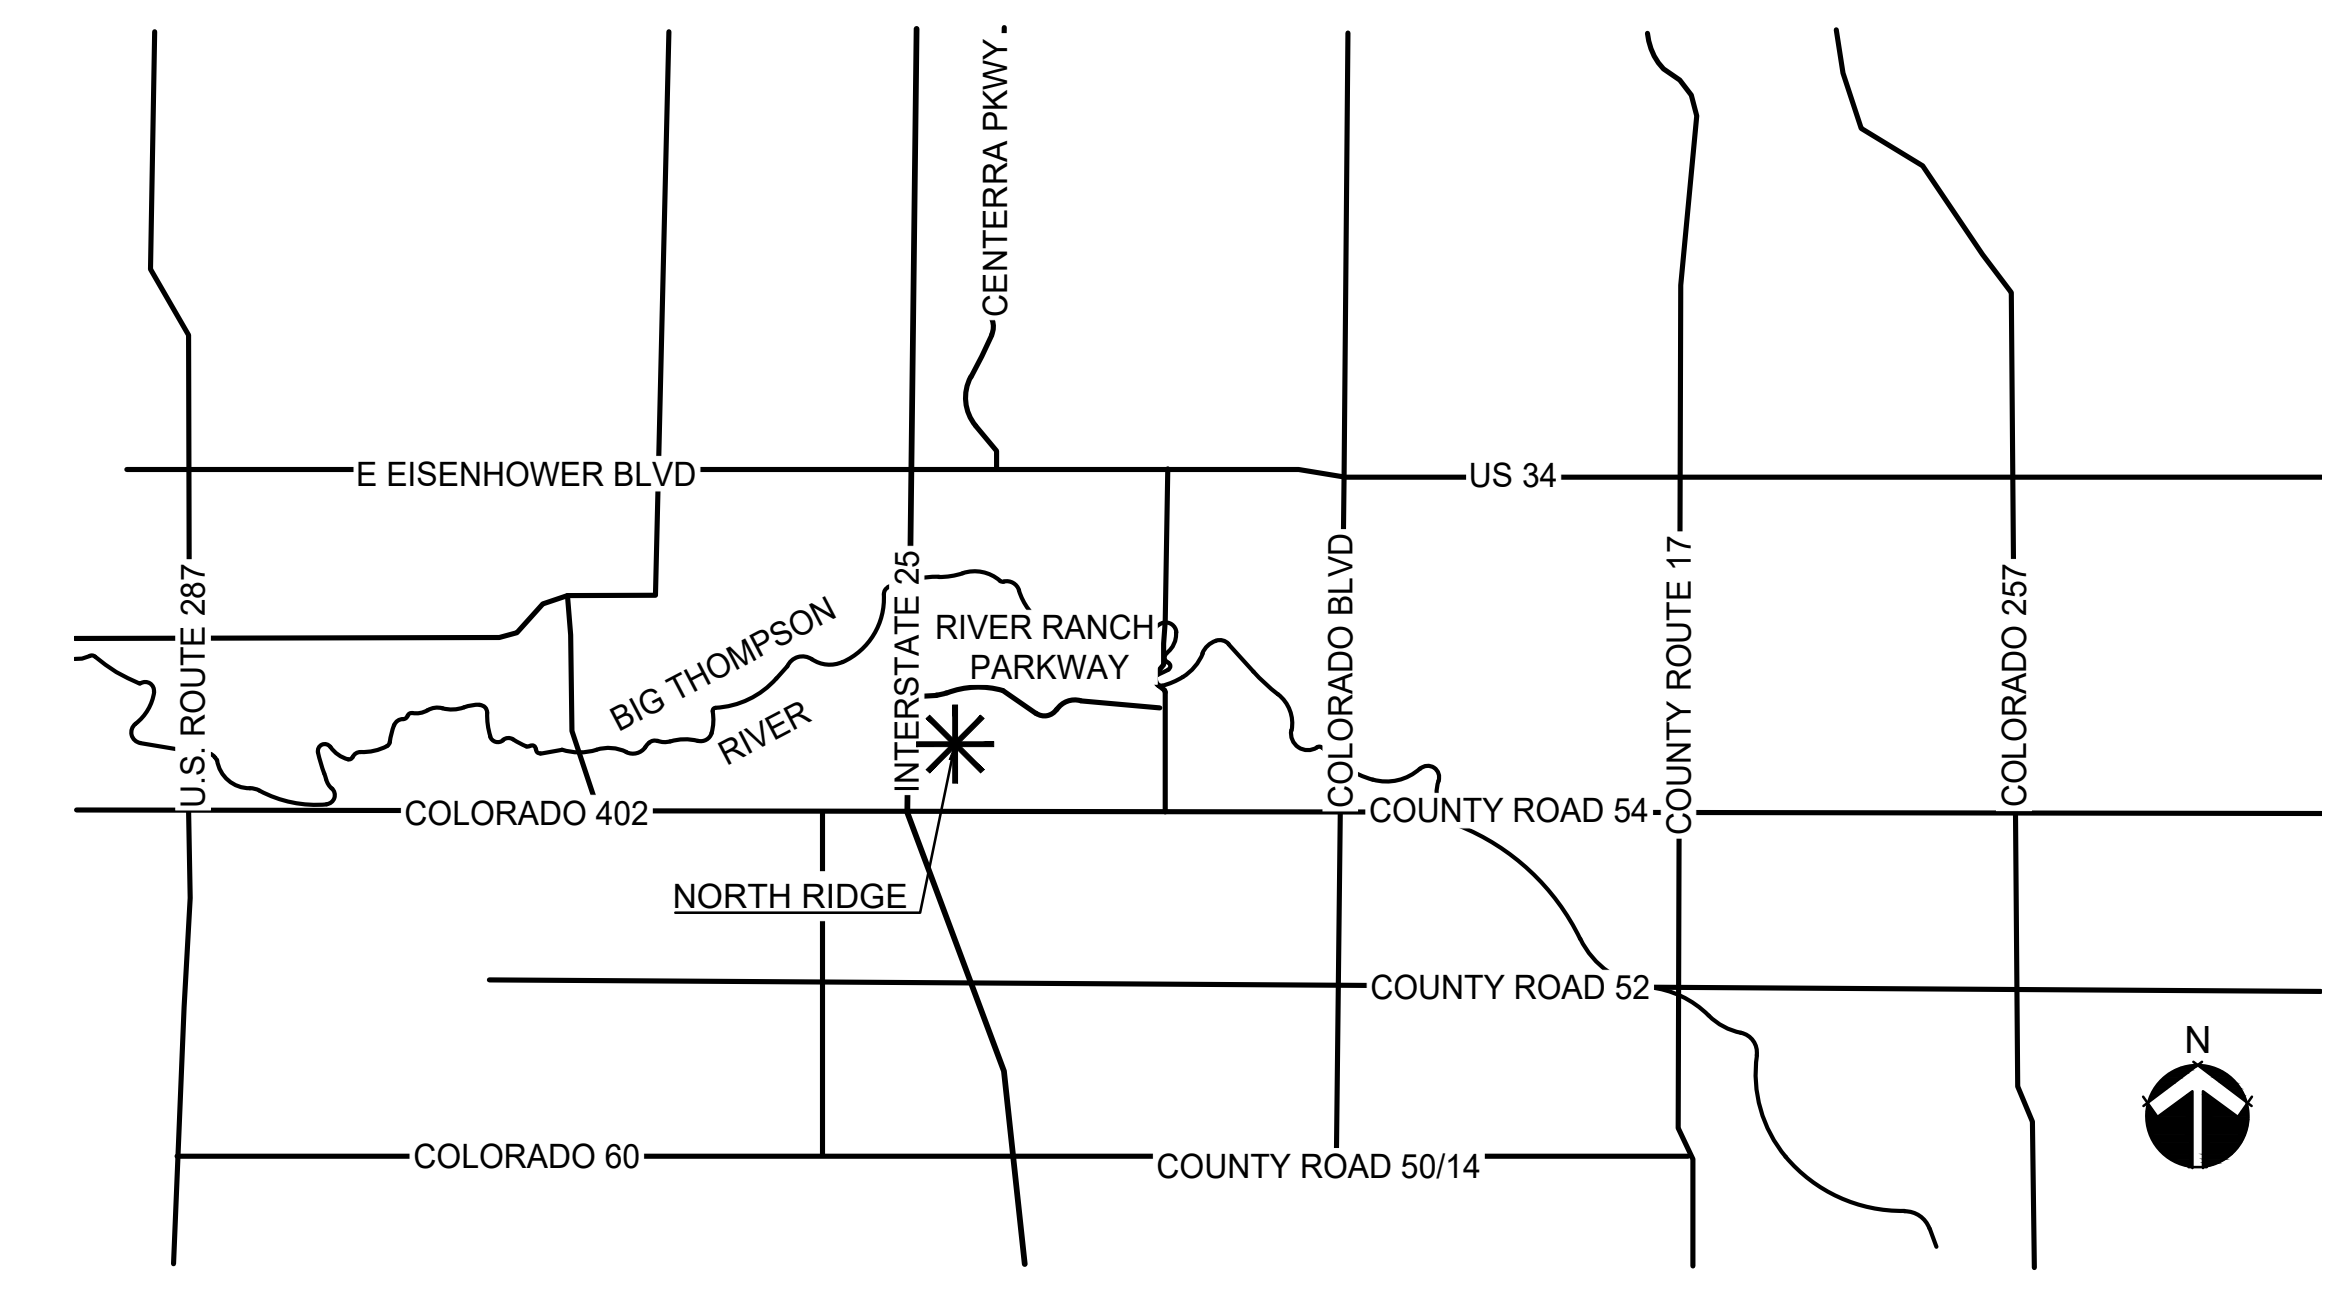 CENTERRA PKWY.
E EISENHOWER BLVD
US 34
U.S. ROUTE 287
BIG THOMPSON
RIVER
INTERSTATE 25
RIVER RANCH
PARKWAY
COLORADO BLVD
COUNTY ROUTE 17
COLORADO 257
COLORADO 402
COUNTY ROAD 54
NORTH RIDGE
COUNTY ROAD 52
N
COLORADO 60
COUNTY ROAD 50/14